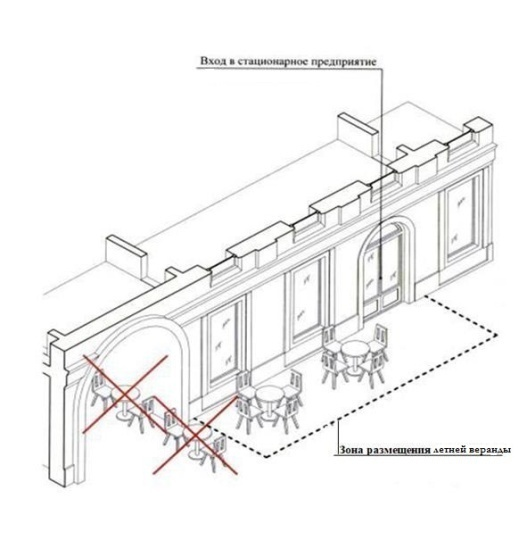 Вход в стационарное предприятие
Зона размещения летней веранды